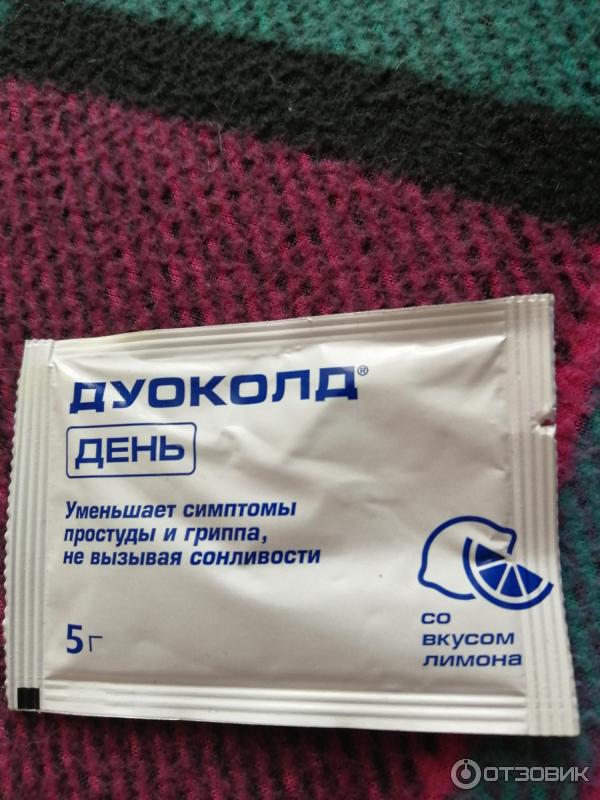 ДУОКОЛД®
ДЕНЬ
Уменьшает симптомы
простуды и гриппа,
не вызывая сонливости
5 г
со
вкусом
лимона
ОТЗОВИК